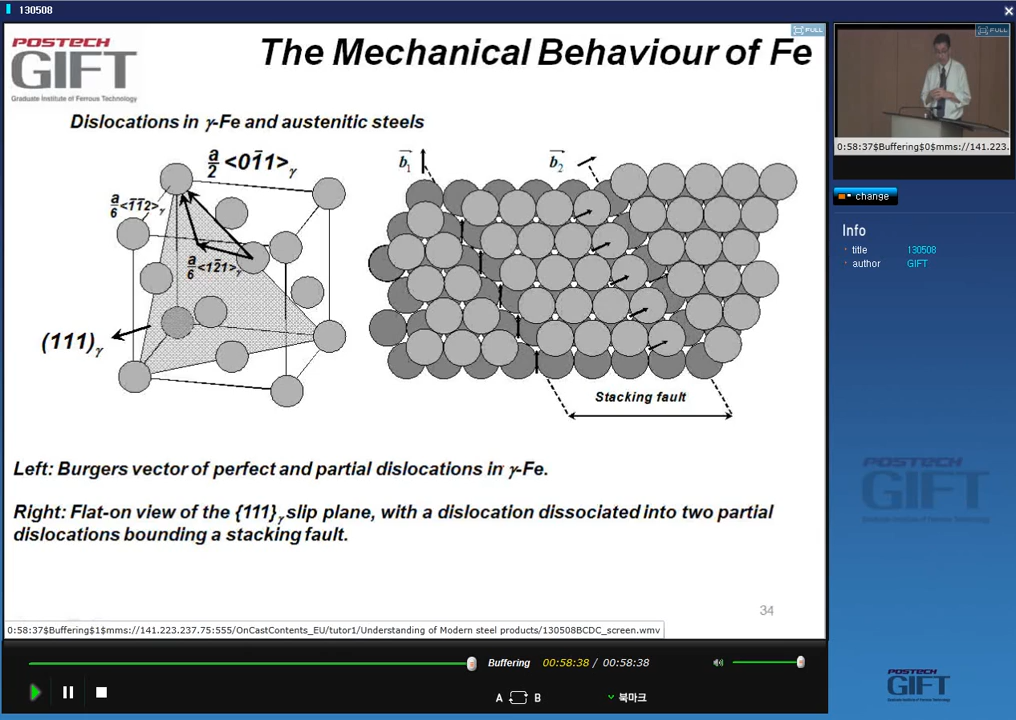 130508
POSTECH
GIFT
Graduate Institute of Ferrous Technology
The Mechanical Behaviour of Fe
FULL
FULL
Dislocations in γ-Fe and austenitic steels
a/2 <01̄1>γ
a/6 <1̄1̄2>γ
a/6 <12̄1>γ
(111)γ
b₁
b₂
Stacking fault
Left: Burgers vector of perfect and partial dislocations in γ-Fe.
Right: Flat-on view of the {111}γ slip plane, with a dislocation dissociated into two partial
dislocations bounding a stacking fault.
34
0:58:37$Buffering$1$mms://141.223.237.75:555/OnCastContents_EU/tutor1/Understanding of Modern steel products/130508BCDC_screen.wmv
0:58:37$Buffering$0$mms://141.223.
change
Info
title 130508
author GIFT
POSTECH
GIFT
Buffering 00:58:38 / 00:58:38
A B 북마크
POSTECH
GIFT